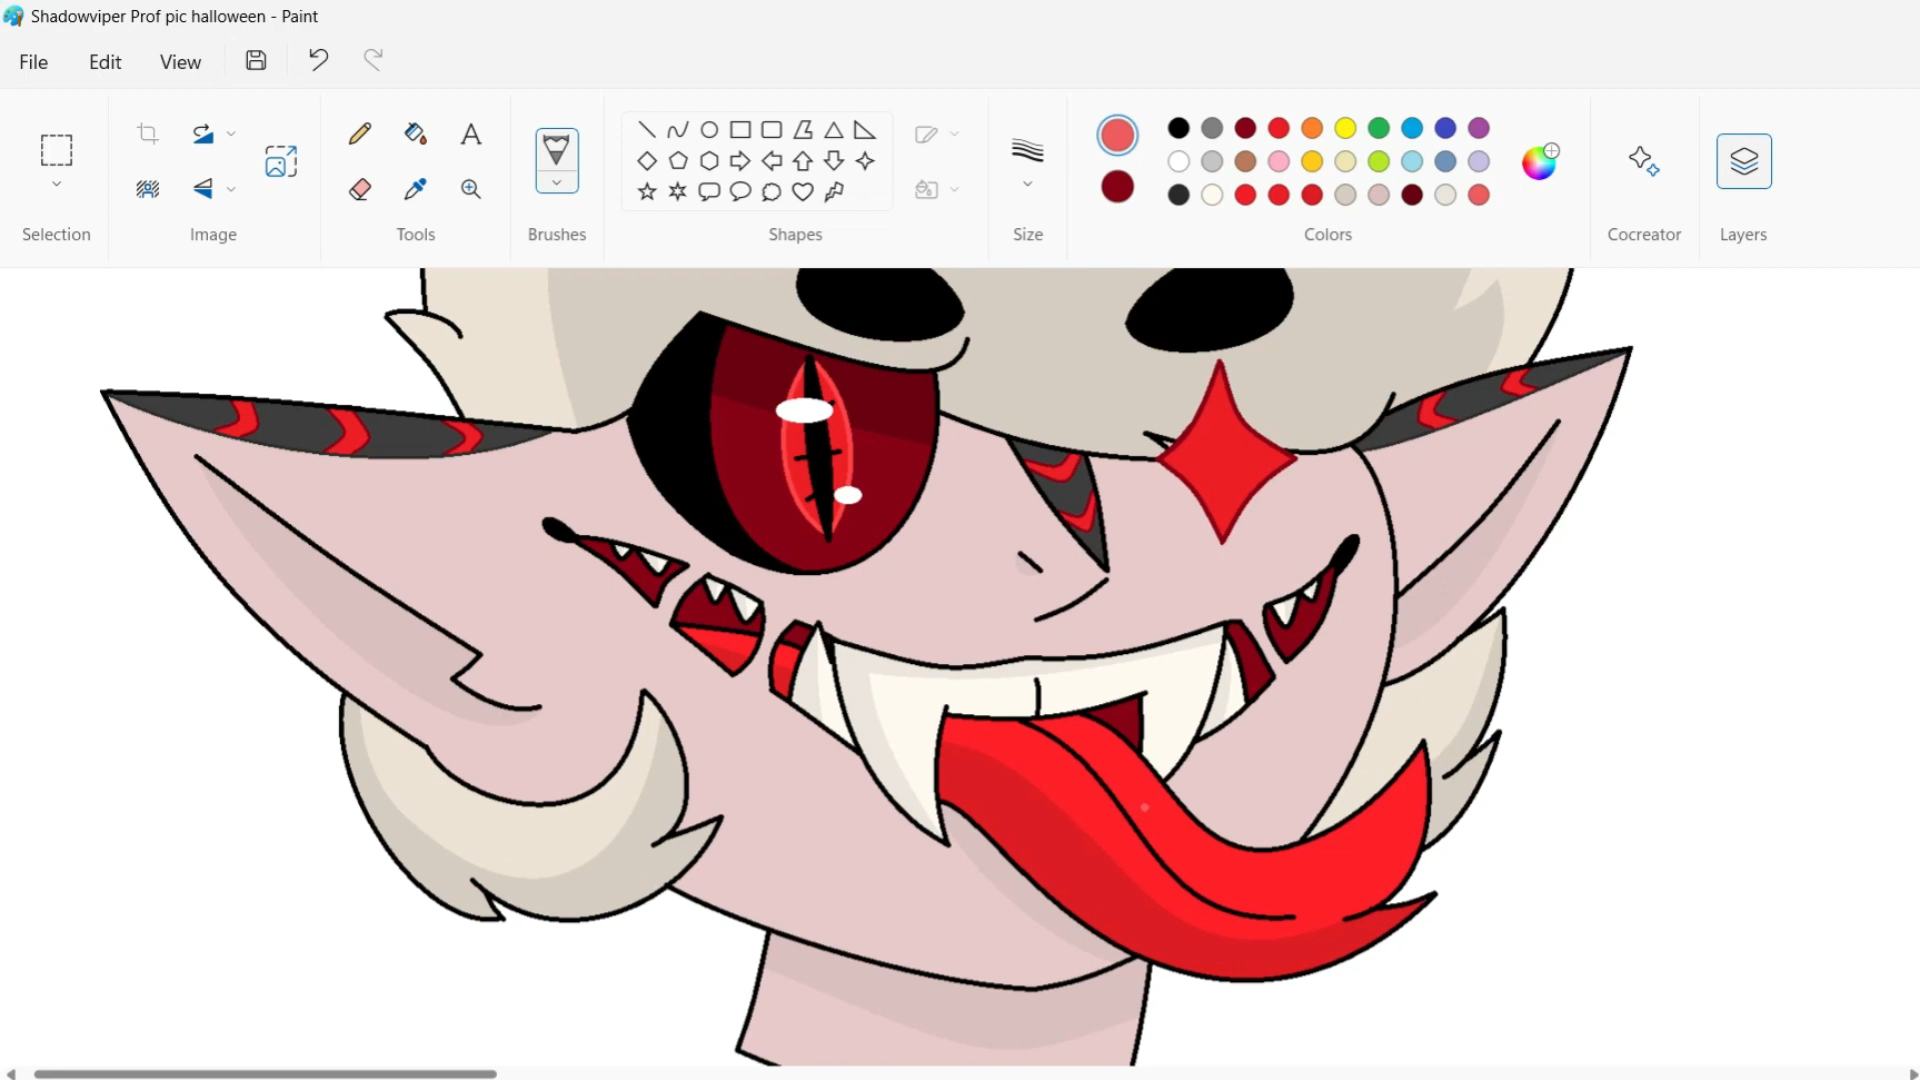 Shadowviper Prof pic halloween - Paint
File Edit View
Selection Image Tools Brushes Shapes Size Colors Cocreator Layers